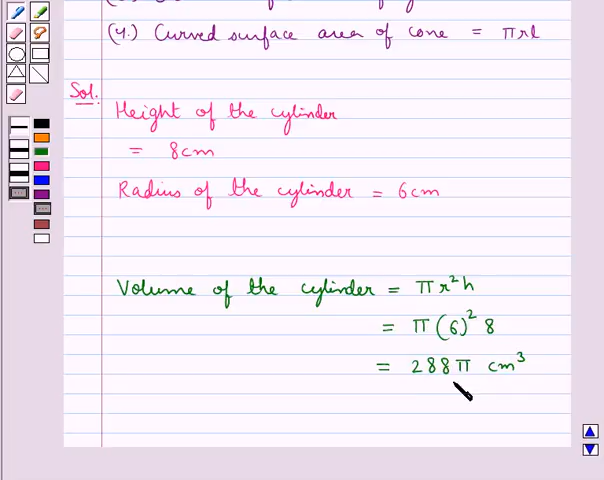 (4.) Curved surface area of cone = πrl
Sol.
Height of the cylinder
= 8cm
Radius of the cylinder = 6cm
Volume of the cylinder = πr²h
= π(6)² 8
= 288π cm³